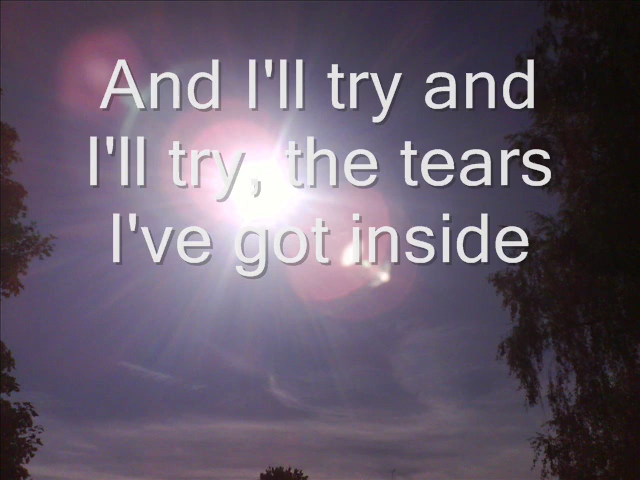 And I'll try and
I'll try, the tears
I've got inside